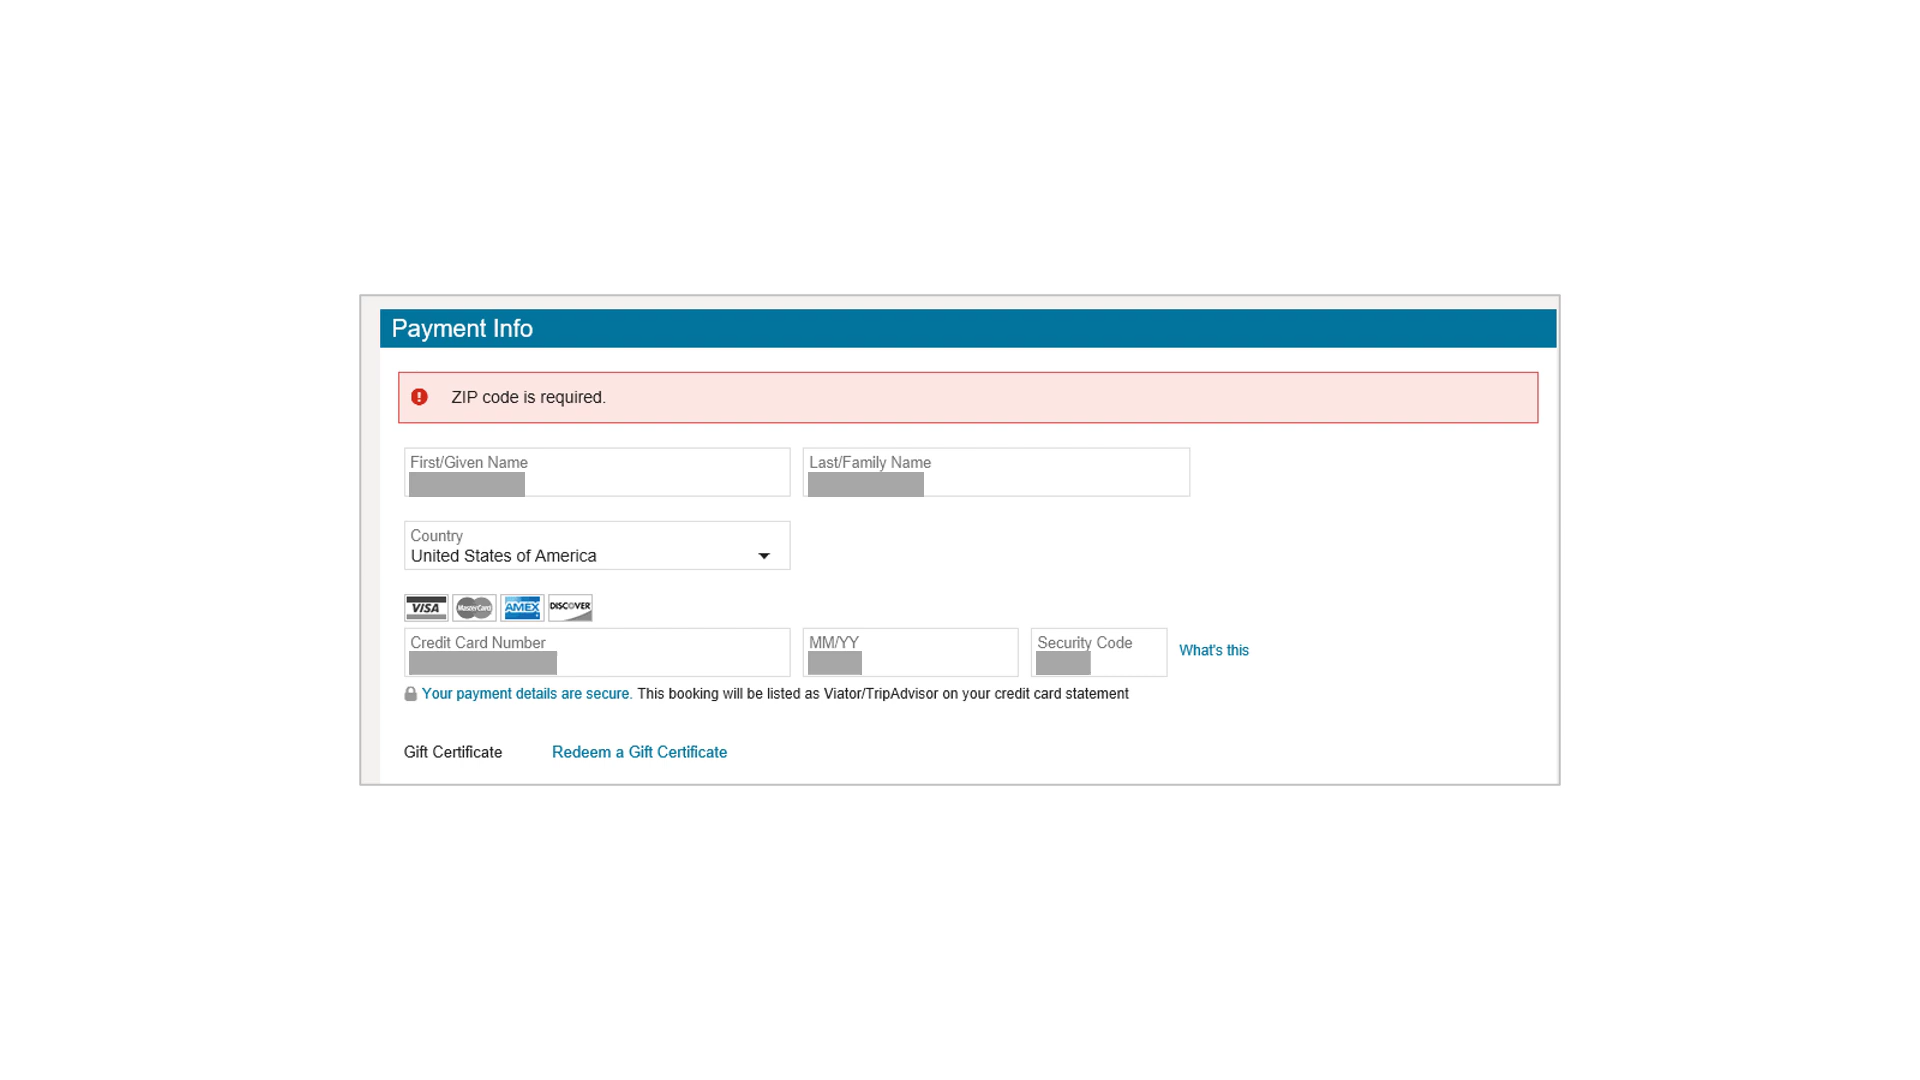 Payment Info
ZIP code is required.
First/Given Name
Last/Family Name
Country
United States of America
VISA MasterCard AMEX DISCOVER
Credit Card Number
MM/YY
Security Code
What's this
Your payment details are secure. This booking will be listed as Viator/TripAdvisor on your credit card statement
Gift Certificate
Redeem a Gift Certificate